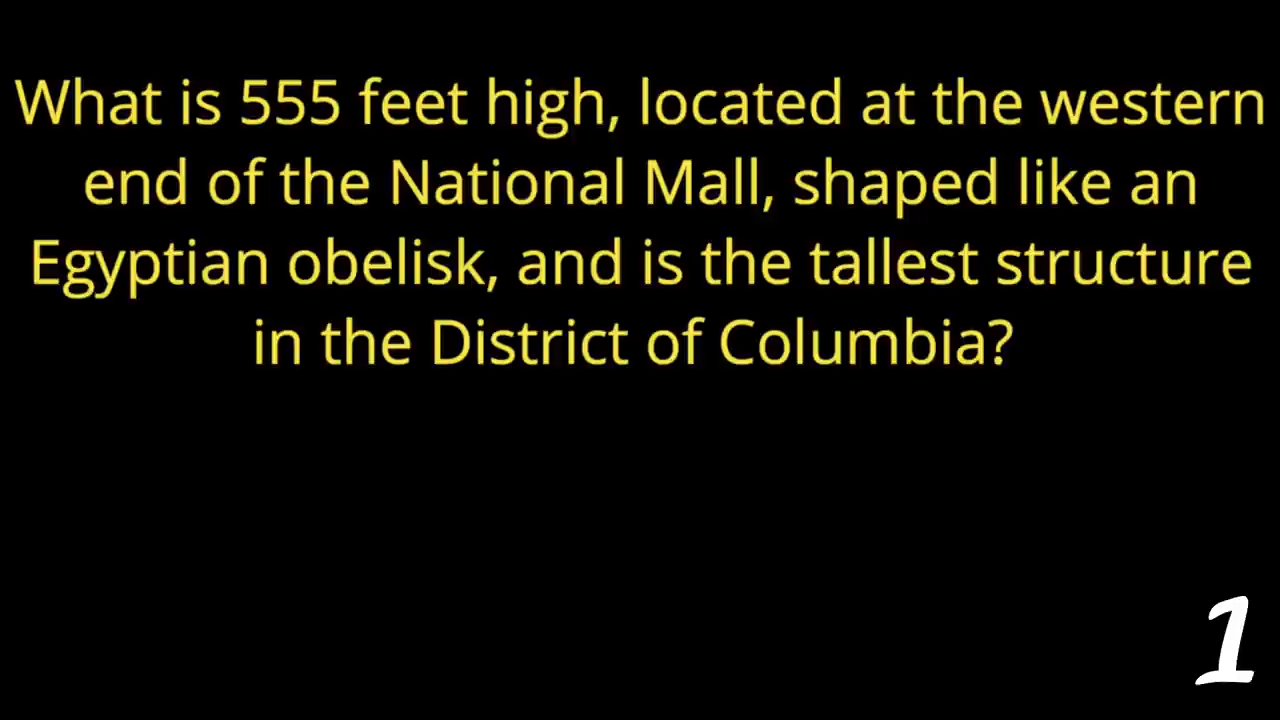 What is 555 feet high, located at the western
end of the National Mall, shaped like an
Egyptian obelisk, and is the tallest structure
in the District of Columbia?
1